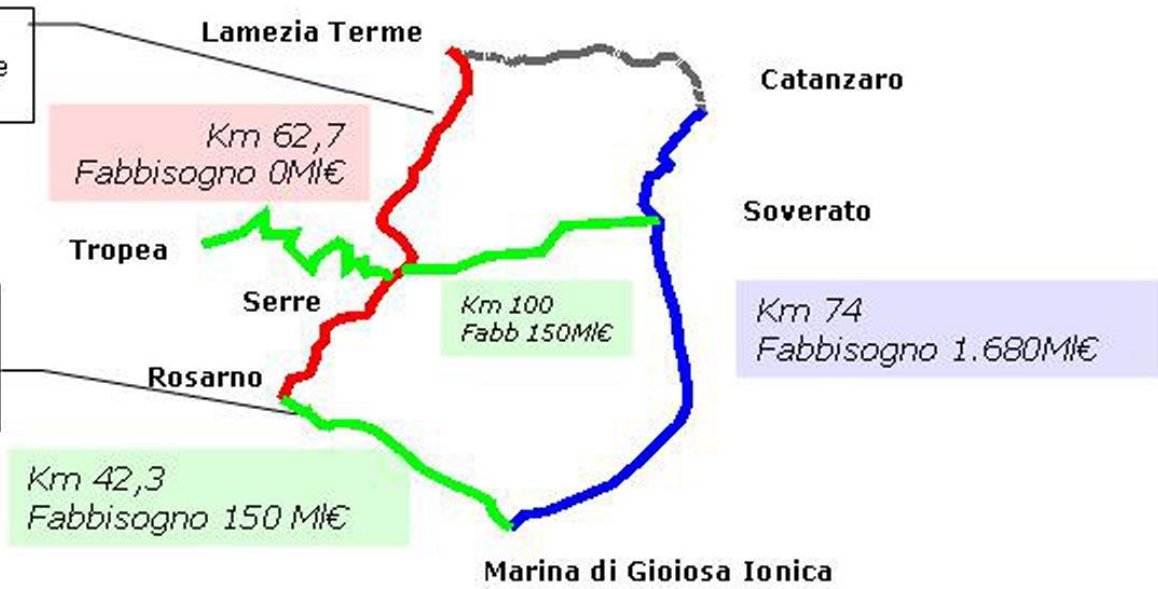 Lamezia Terme
e
Catanzaro
Km 62,7
Fabbisogno 0Ml€
Soverato
Tropea
Serre
Km 100
Fabb 150Ml€
Km 74
Fabbisogno 1.680Ml€
Rosarno
Km 42,3
Fabbisogno 150 Ml€
Marina di Gioiosa Ionica